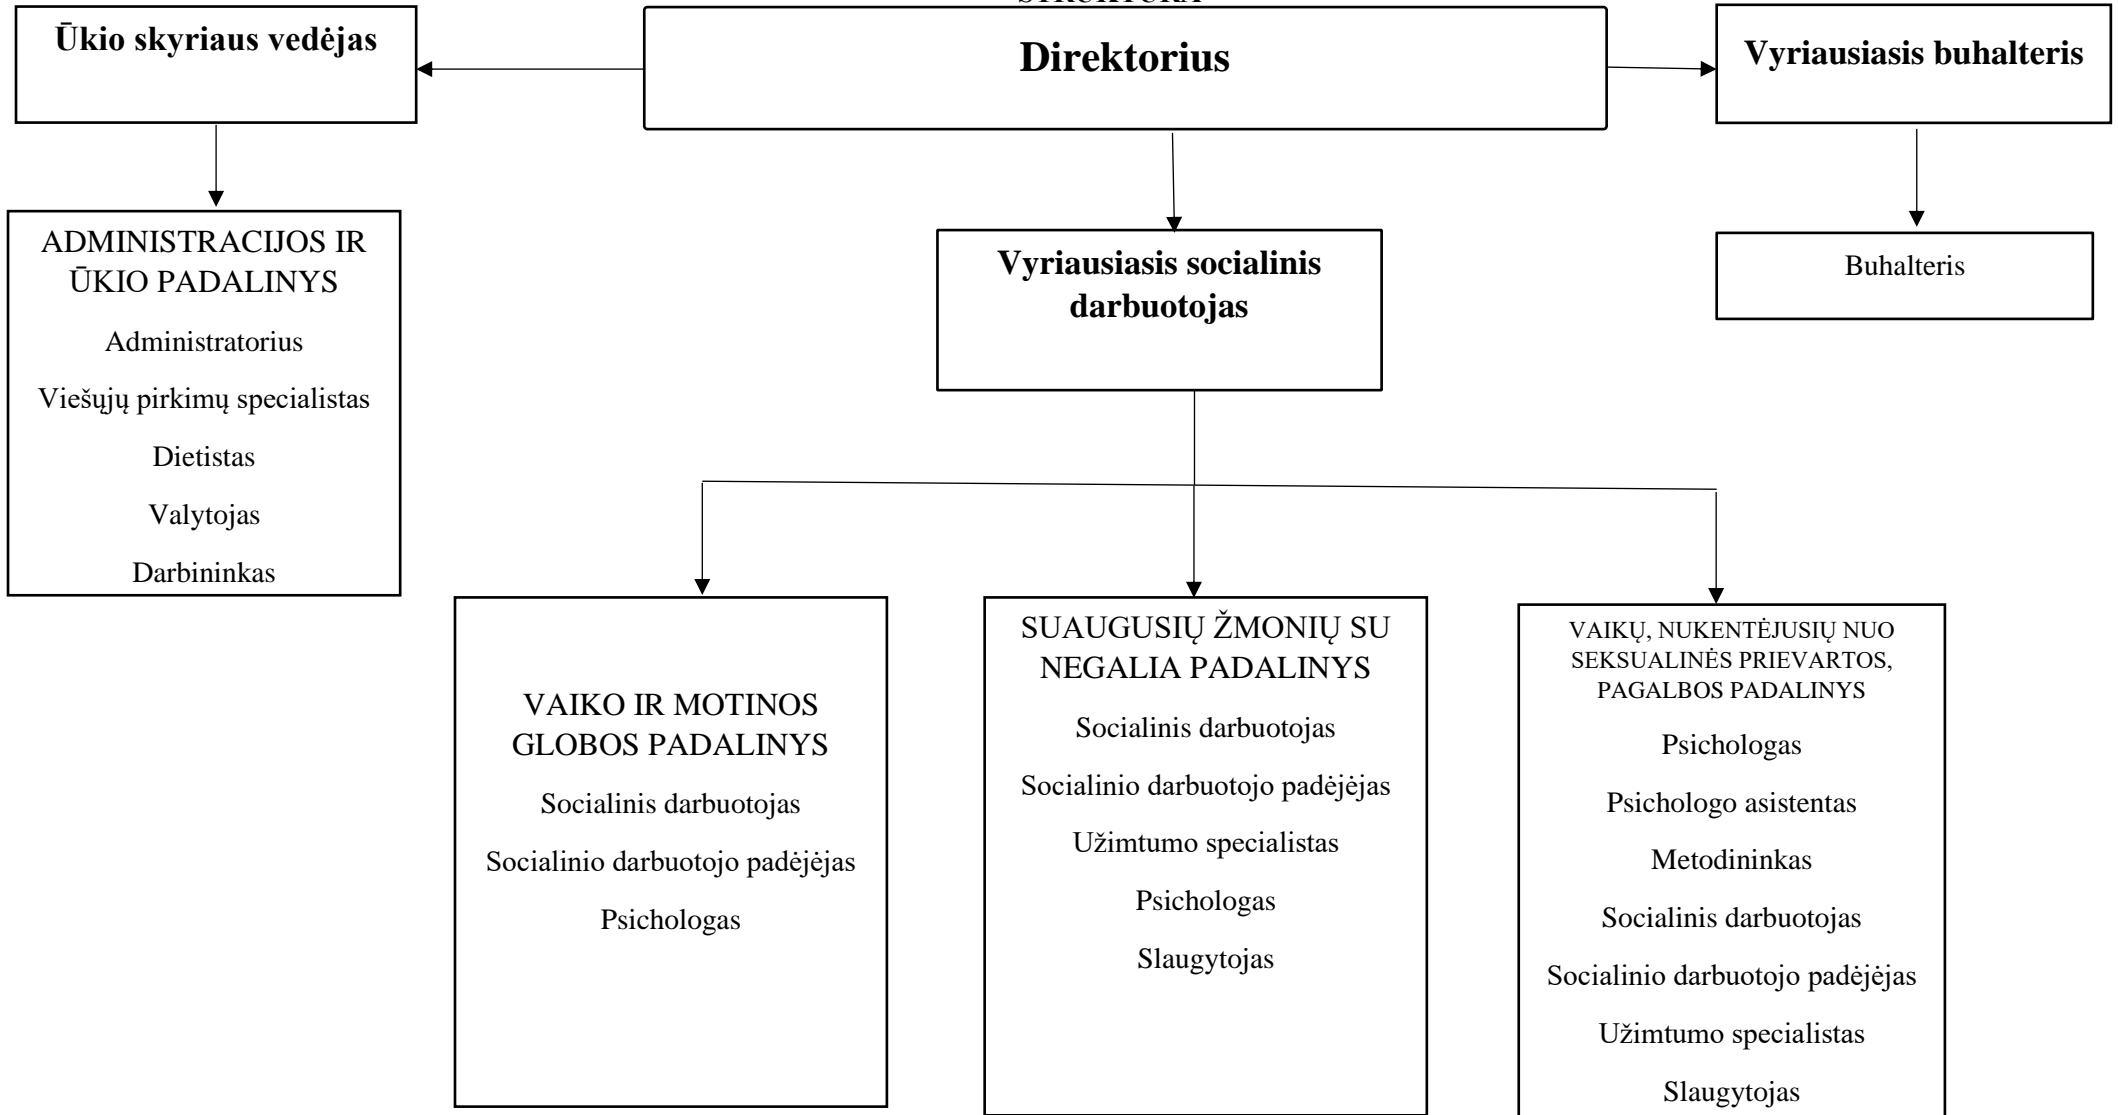 STRUKTŪRA
Ūkio skyriaus vedėjas
Direktorius
Vyriausiasis buhalteris
ADMINISTRACIJOS IR
ŪKIO PADALINYS
Administratorius
Viešųjų pirkimų specialistas
Dietistas
Valytojas
Darbininkas
Vyriausiasis socialinis
darbuotojas
Buhalteris
VAIKO IR MOTINOS
GLOBOS PADALINYS
Socialinis darbuotojas
Socialinio darbuotojo padėjėjas
Psichologas
SUAUGUSIŲ ŽMONIŲ SU
NEGALIA PADALINYS
Socialinis darbuotojas
Socialinio darbuotojo padėjėjas
Užimtumo specialistas
Psichologas
Slaugytojas
VAIKŲ, NUKENTĖJUSIŲ NUO
SEKSUALINĖS PRIEVARTOS,
PAGALBOS PADALINYS
Psichologas
Psichologo asistentas
Metodininkas
Socialinis darbuotojas
Socialinio darbuotojo padėjėjas
Užimtumo specialistas
Slaugytojas